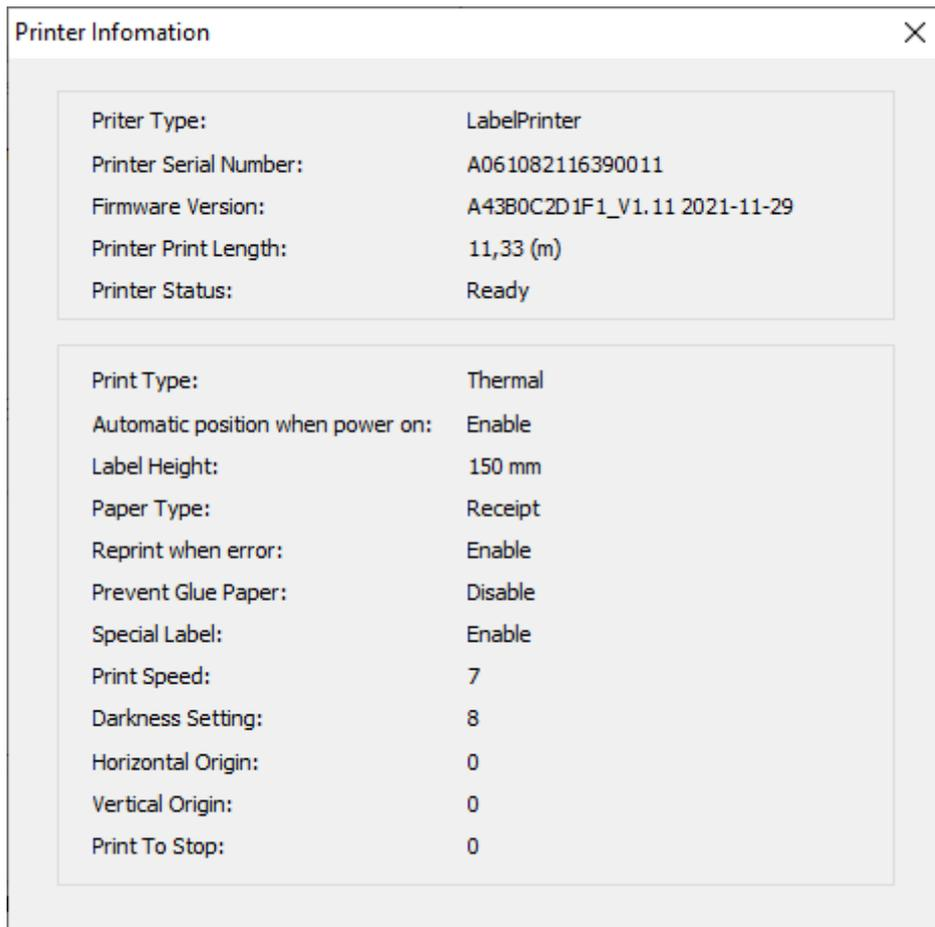 Printer Infomation
Priter Type: LabelPrinter
Printer Serial Number: A061082116390011
Firmware Version: A43B0C2D1F1_V1.11 2021-11-29
Printer Print Length: 11,33 (m)
Printer Status: Ready
Print Type: Thermal
Automatic position when power on: Enable
Label Height: 150 mm
Paper Type: Receipt
Reprint when error: Enable
Prevent Glue Paper: Disable
Special Label: Enable
Print Speed: 7
Darkness Setting: 8
Horizontal Origin: 0
Vertical Origin: 0
Print To Stop: 0